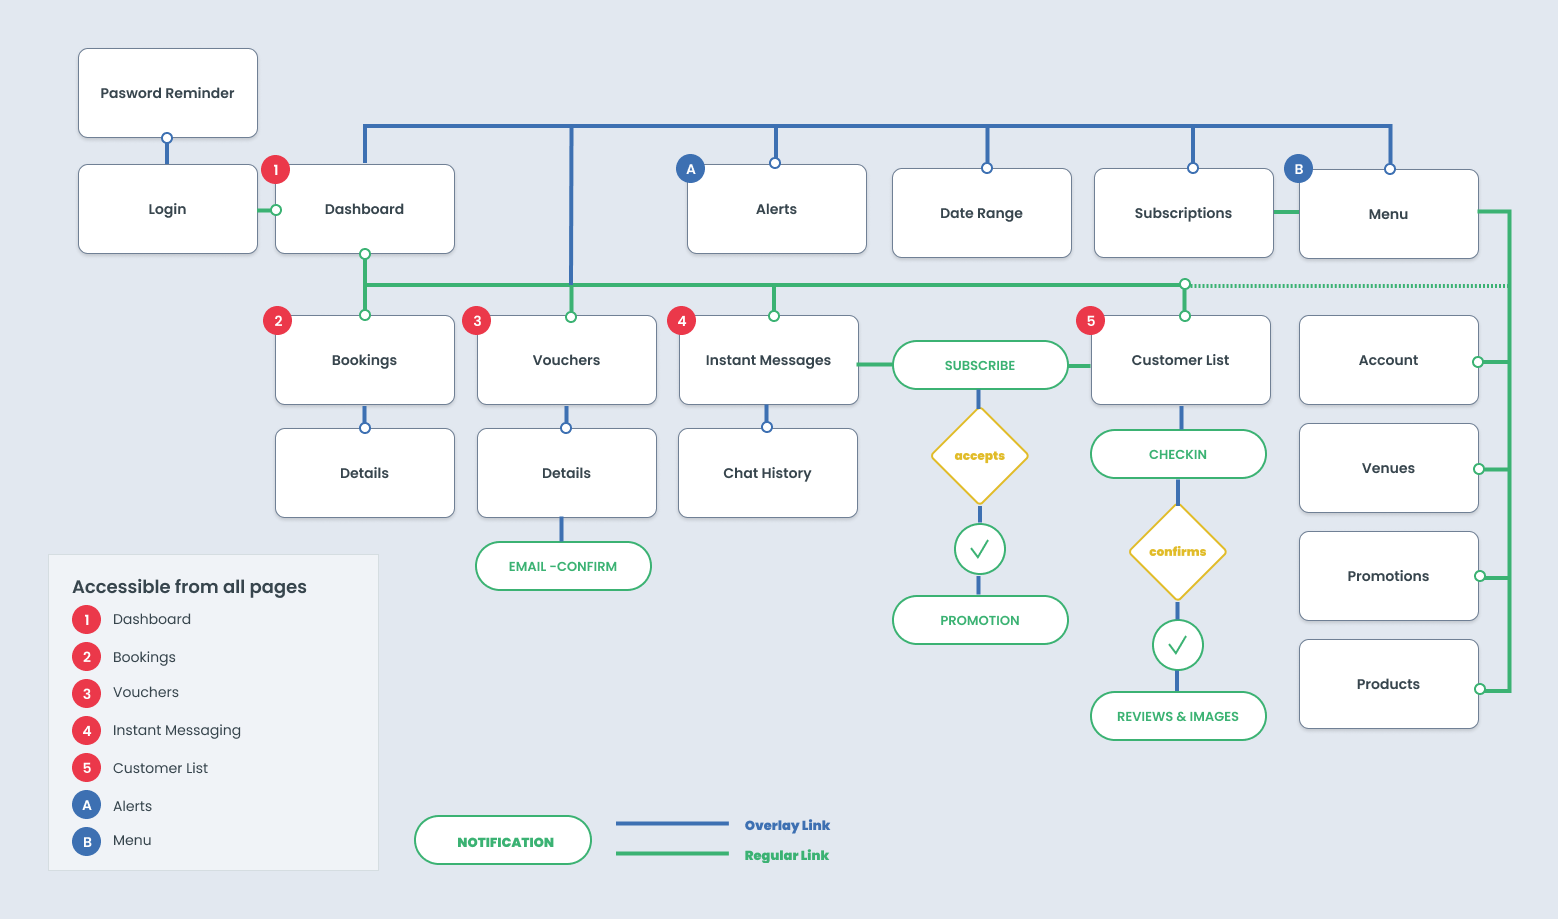 Pasword Reminder
Login
1
Dashboard
A
Alerts
Date Range
Subscriptions
B
Menu
2
Bookings
3
Vouchers
4
Instant Messages
SUBSCRIBE
5
Customer List
Account
Details
Details
Chat History
accepts
CHECKIN
Venues
EMAIL -CONFIRM
confirms
Promotions
PROMOTION
REVIEWS & IMAGES
Products
Accessible from all pages
1 Dashboard
2 Bookings
3 Vouchers
4 Instant Messaging
5 Customer List
A Alerts
B Menu
NOTIFICATION
Overlay Link
Regular Link